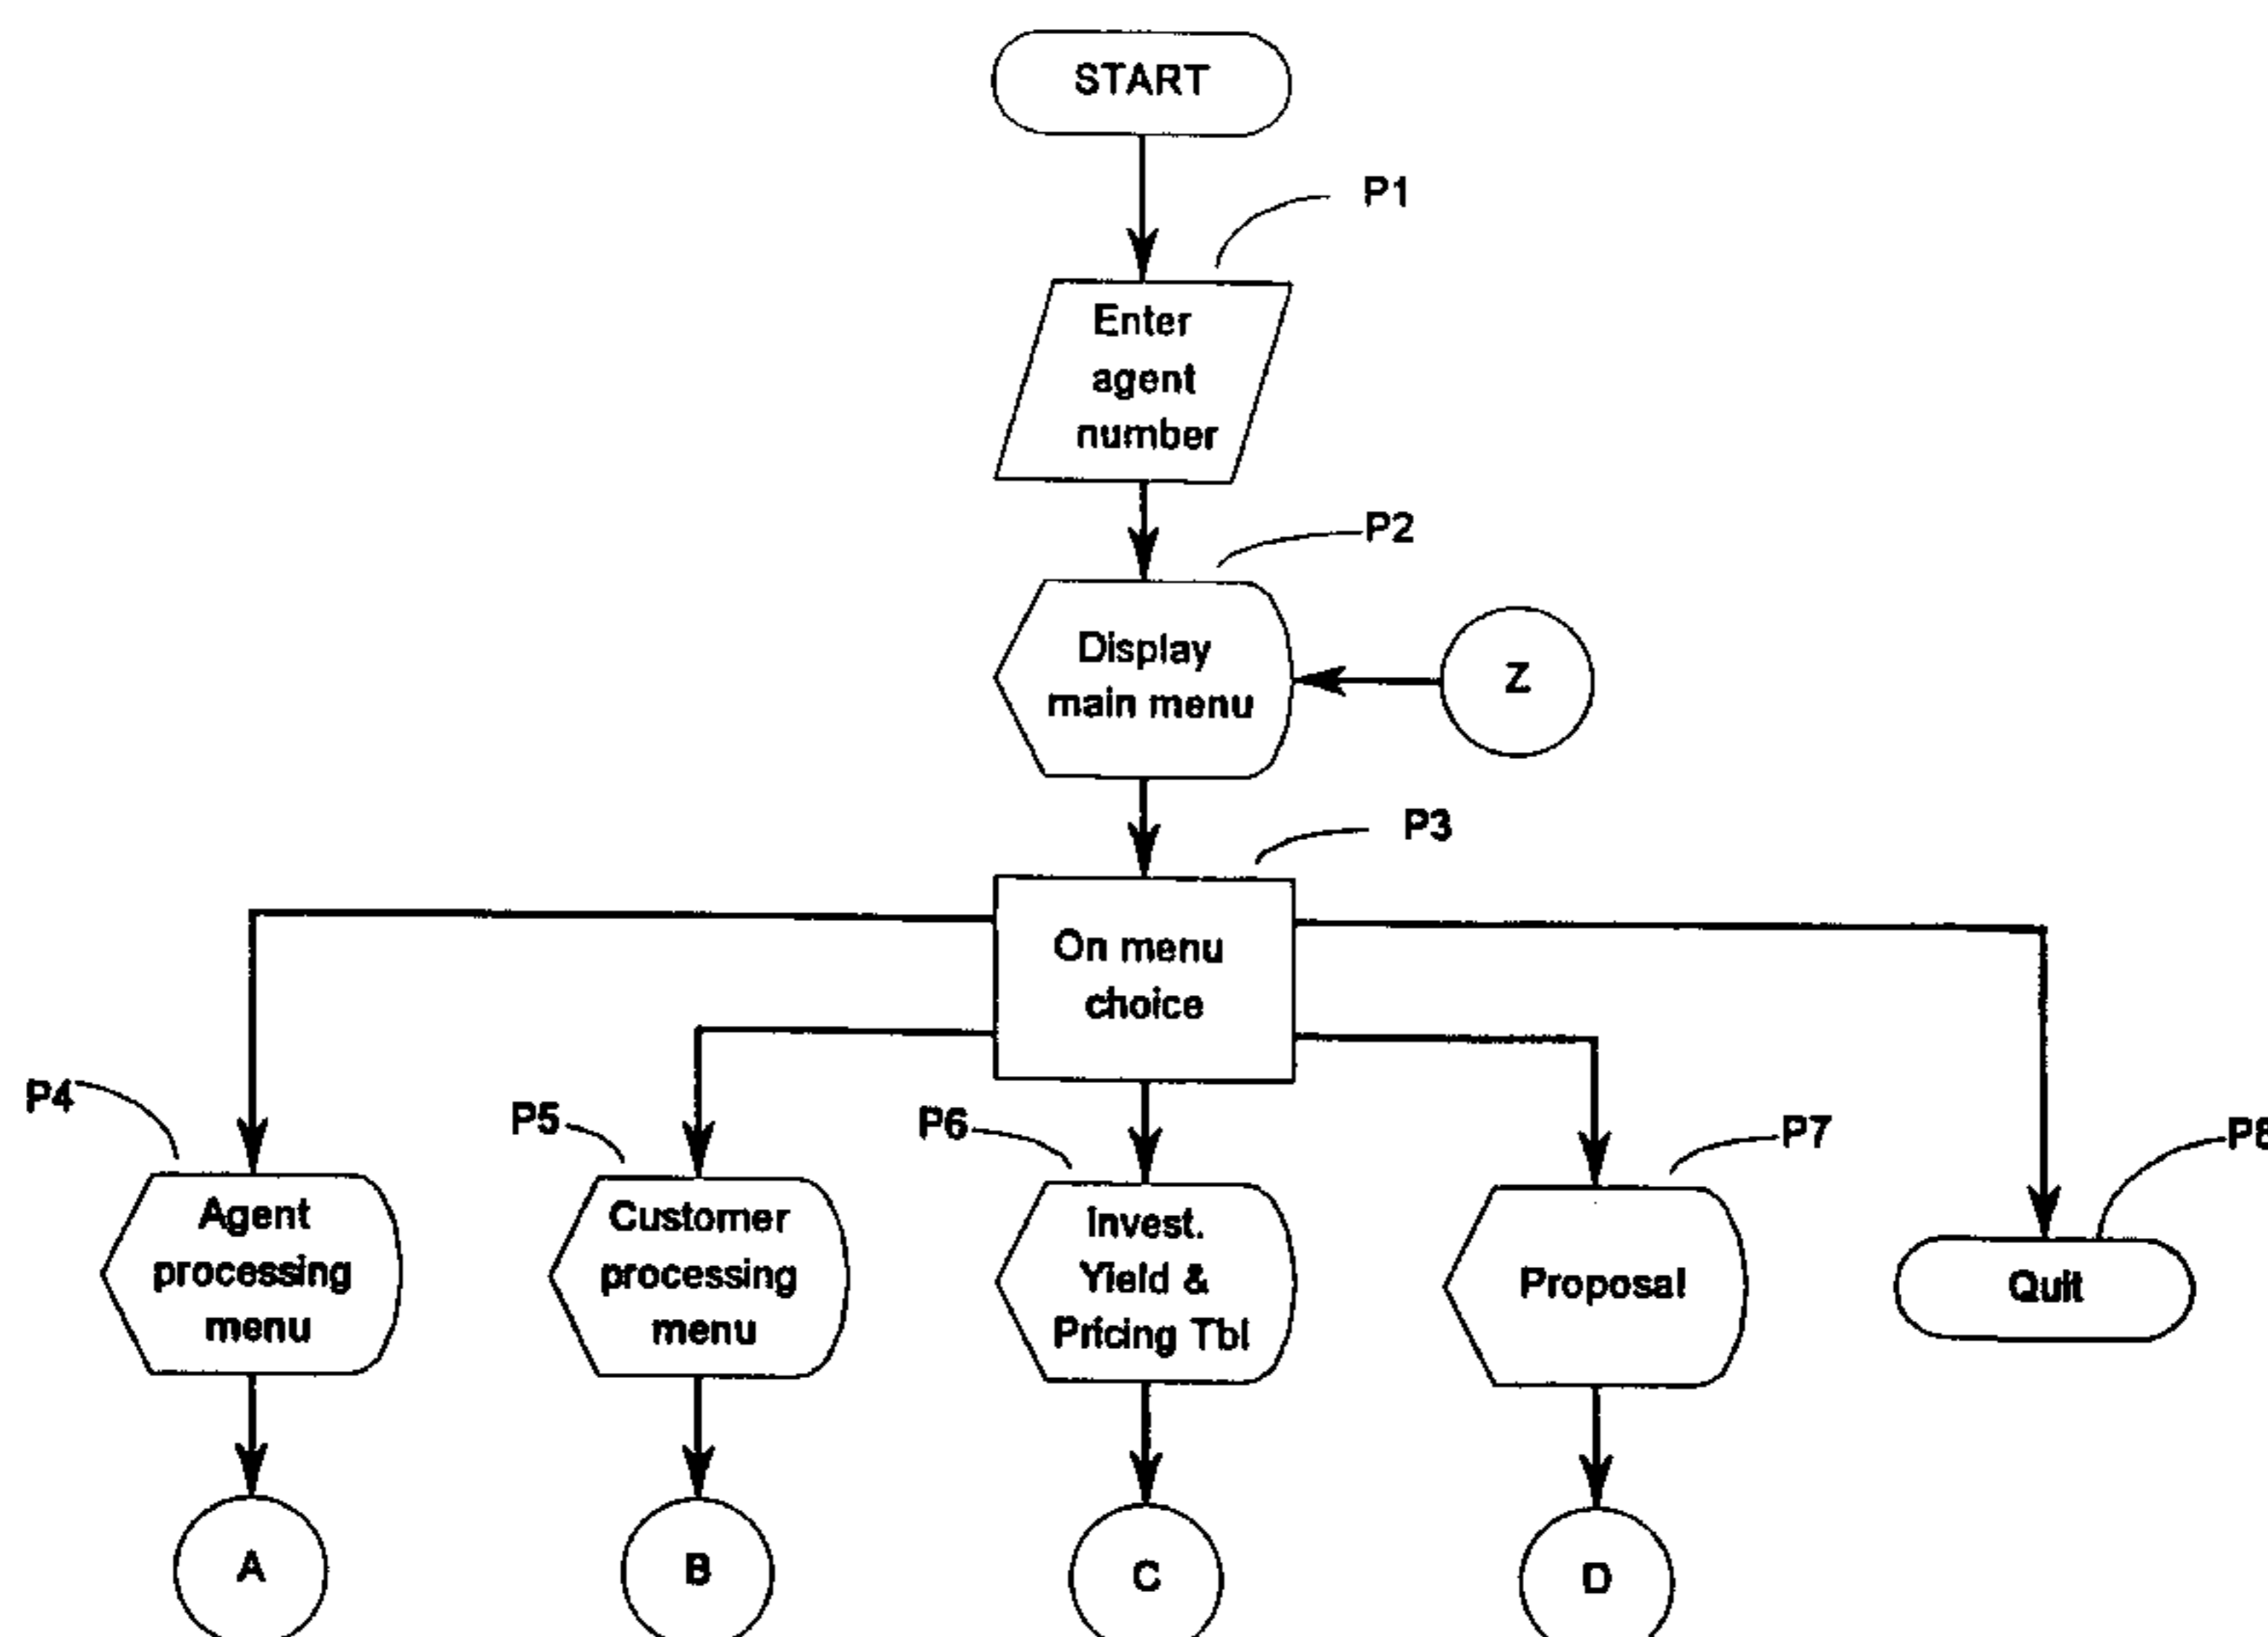 START
P1
Enter
agent
number
P2
Display
main menu
Z
P3
On menu
choice
P4
P5
P6
P7
P8
Agent
processing
menu
Customer
processing
menu
Invest.
Yield &
Pricing Tbl
Proposal
Quit
A
B
C
D